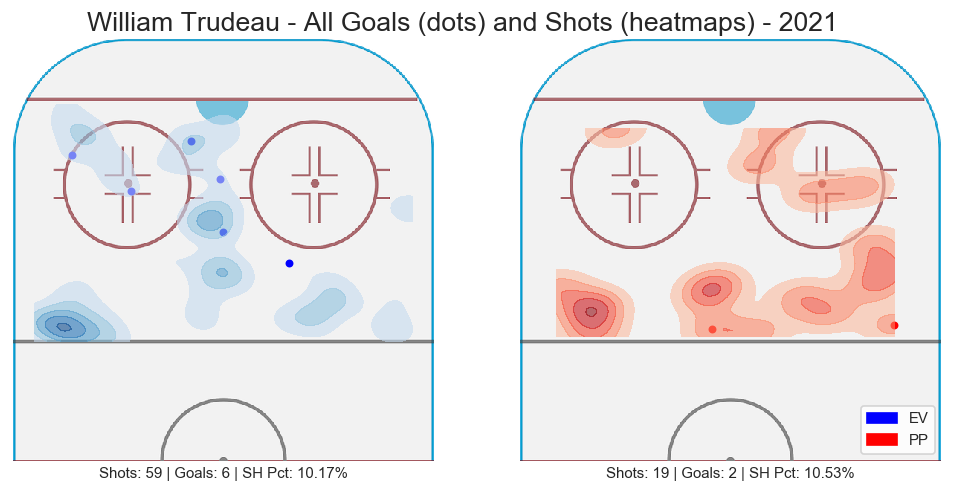 William Trudeau - All Goals (dots) and Shots (heatmaps) - 2021
EV
PP
Shots: 59 | Goals: 6 | SH Pct: 10.17%
Shots: 19 | Goals: 2 | SH Pct: 10.53%